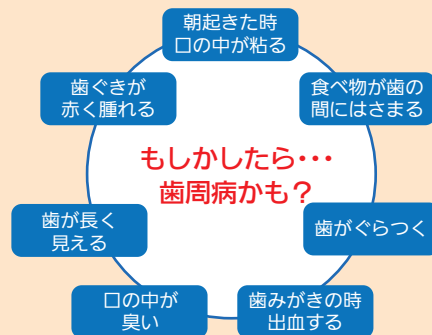 朝起きた時
口の中が粘る
食べ物が歯の
間にはさまる
歯がぐらつく
歯みがきの時
出血する
口の中が
臭い
歯が長く
見える
歯ぐきが
赤く腫れる
もしかしたら・・・
歯周病かも？